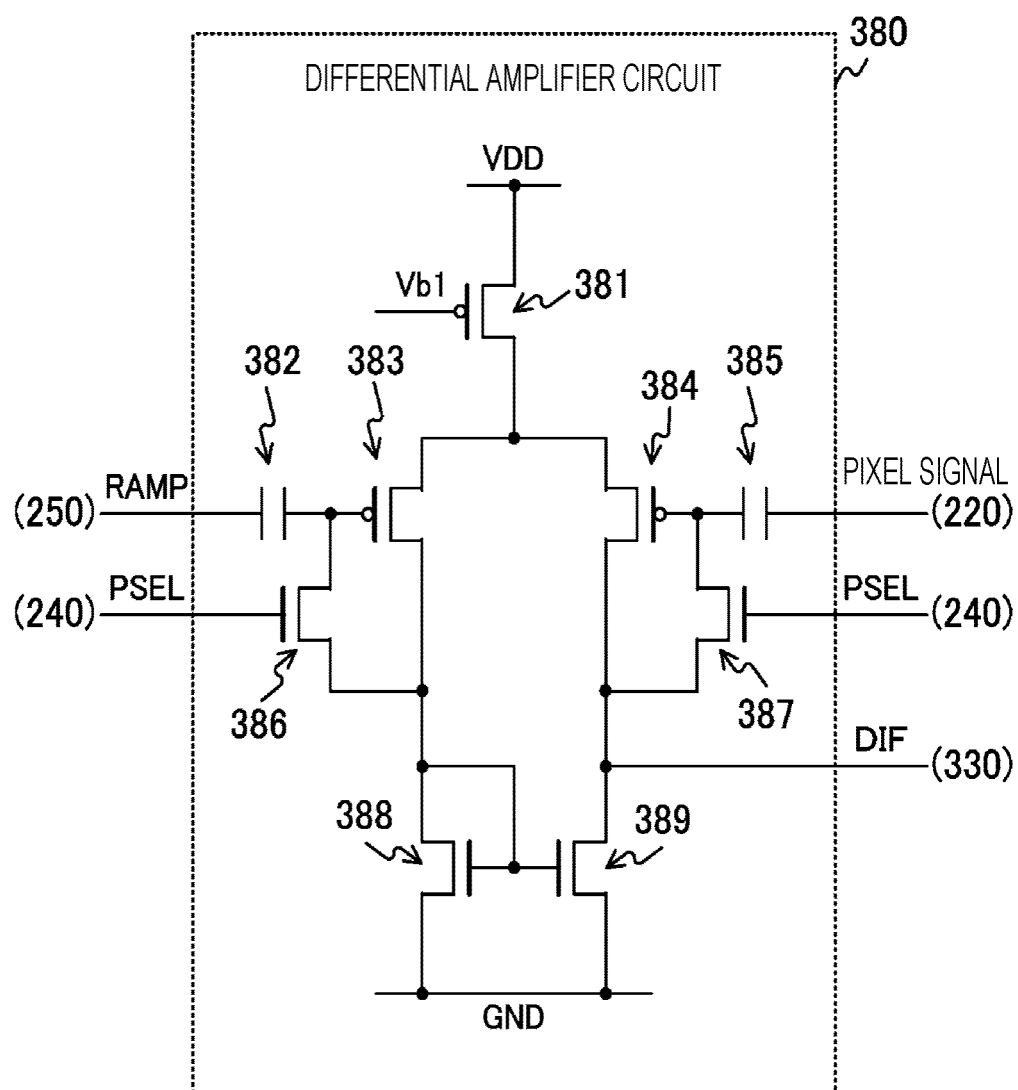 380
DIFFERENTIAL AMPLIFIER CIRCUIT
VDD
Vb1
381
382
383
384
385
RAMP
(250)
PIXEL SIGNAL
(220)
PSEL
(240)
PSEL
(240)
386
387
DIF
(330)
388
389
GND